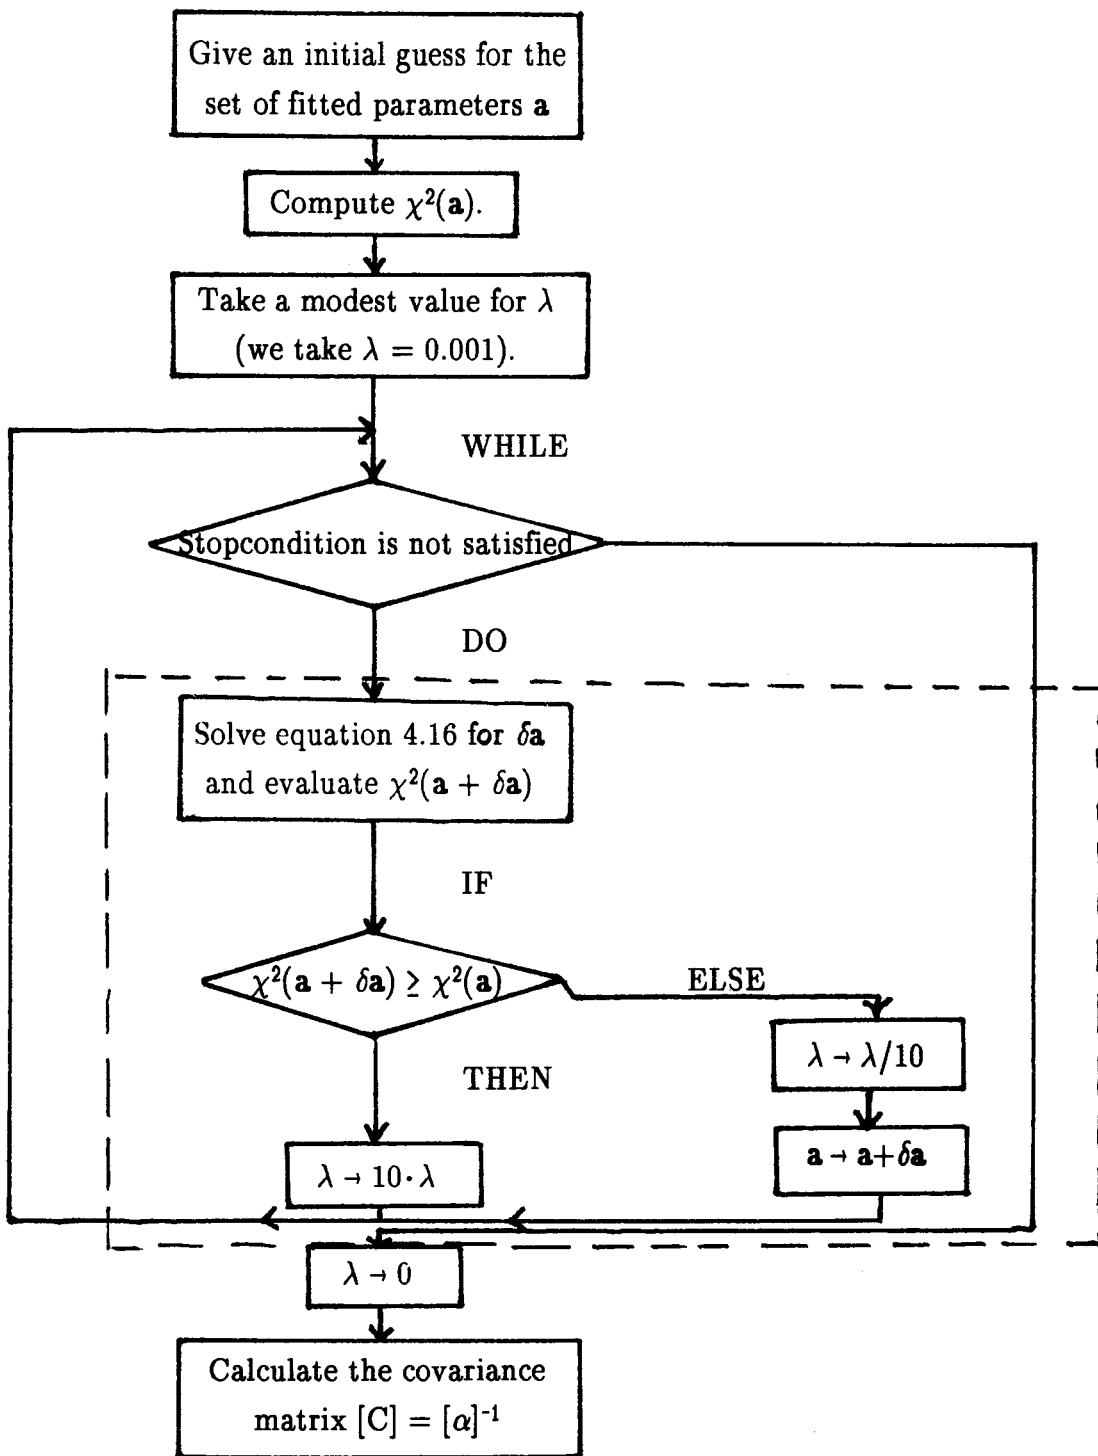 Give an initial guess for the
set of fitted parameters a
Compute χ²(a).
Take a modest value for λ
(we take λ = 0.001).
WHILE
Stopcondition is not satisfied
DO
Solve equation 4.16 for δa
and evaluate χ²(a + δa)
IF
χ²(a + δa) ≥ χ²(a)
ELSE
λ → λ/10
THEN
a → a+δa
λ → 10·λ
λ → 0
Calculate the covariance
matrix [C] = [α]⁻¹